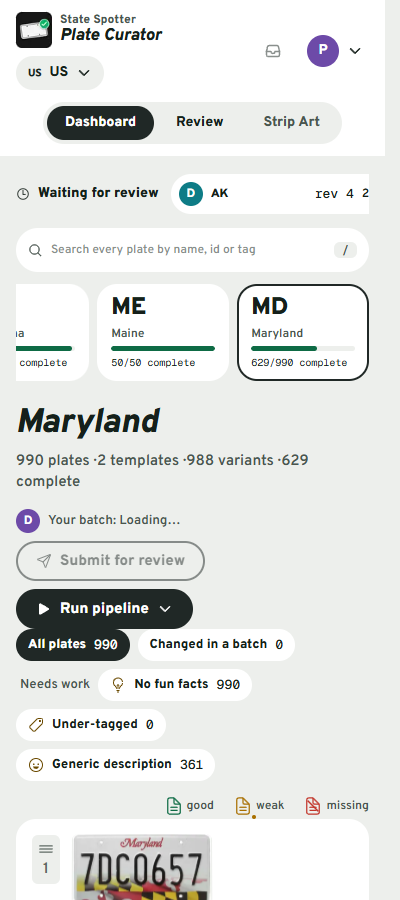 State Spotter
Plate Curator
P
US US
Dashboard
Review
Strip Art
Waiting for review
D AK
rev 4 2
Search every plate by name, id or tag
/
na
complete
ME
Maine
50/50 complete
MD
Maryland
629/990 complete
Maryland
990 plates ·2 templates ·988 variants ·629
complete
D Your batch: Loading…
Submit for review
Run pipeline
All plates 990
Changed in a batch 0
Needs work
No fun facts 990
Under-tagged 0
Generic description 361
good
weak
missing
1
Maryland
7DC0657